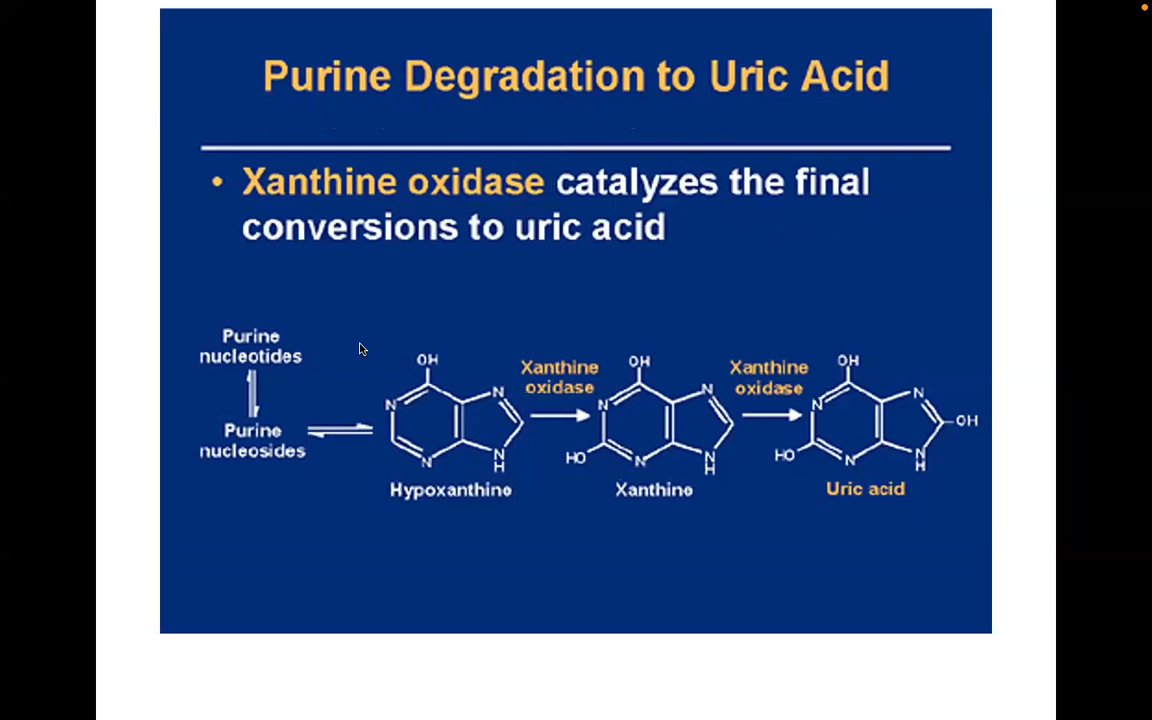 Purine Degradation to Uric Acid
• Xanthine oxidase catalyzes the final
conversions to uric acid
Purine
nucleotides
Purine
nucleosides
OH
N
N
N
N
H
Hypoxanthine
Xanthine
oxidase
OH
N
N
HO
N
N
H
Xanthine
Xanthine
oxidase
OH
N
N
OH
HO
N
N
H
Uric acid